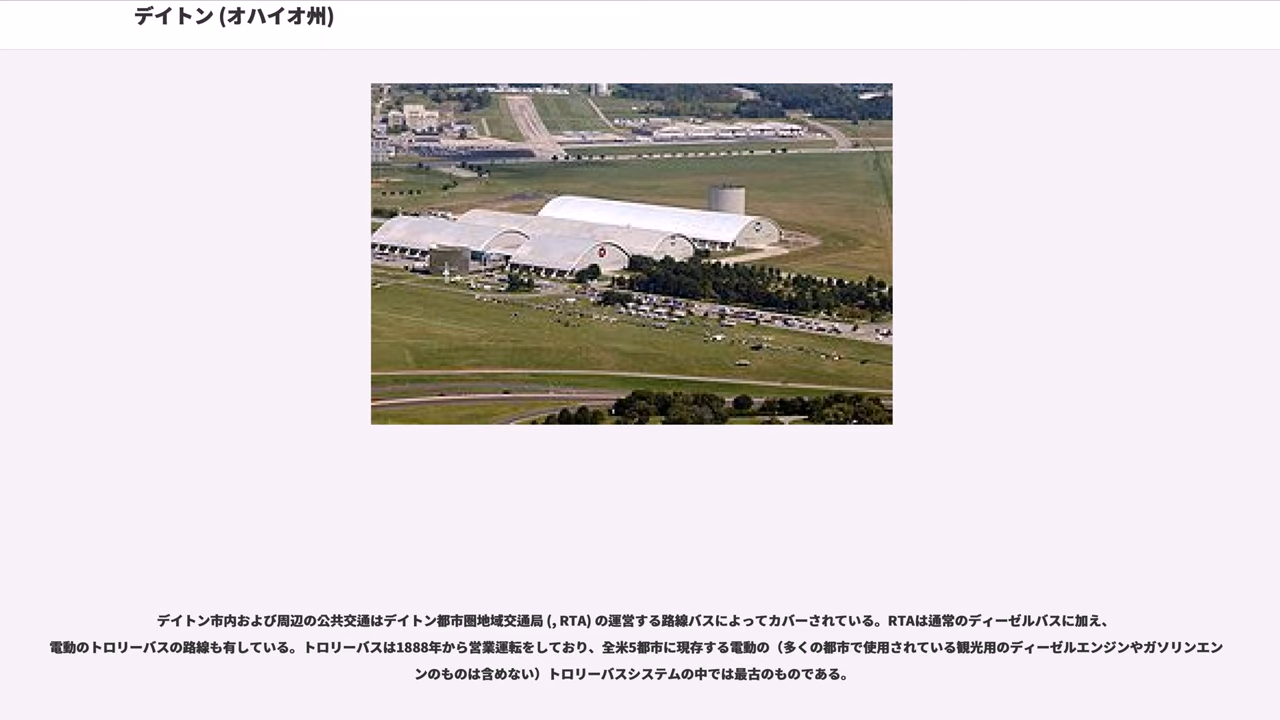 デイトン (オハイオ州)
デイトン市内および周辺の公共交通はデイトン都市圏地域交通局 (, RTA) の運営する路線バスによってカバーされている。RTAは通常のディーゼルバスに加え、
電動のトロリーバスの路線も有している。トロリーバスは1888年から営業運転をしており、全米5都市に現存する電動の（多くの都市で使用されている観光用のディーゼルエンジンやガソリンエン
ンのものは含めない）トロリーバスシステムの中では最古のものである。